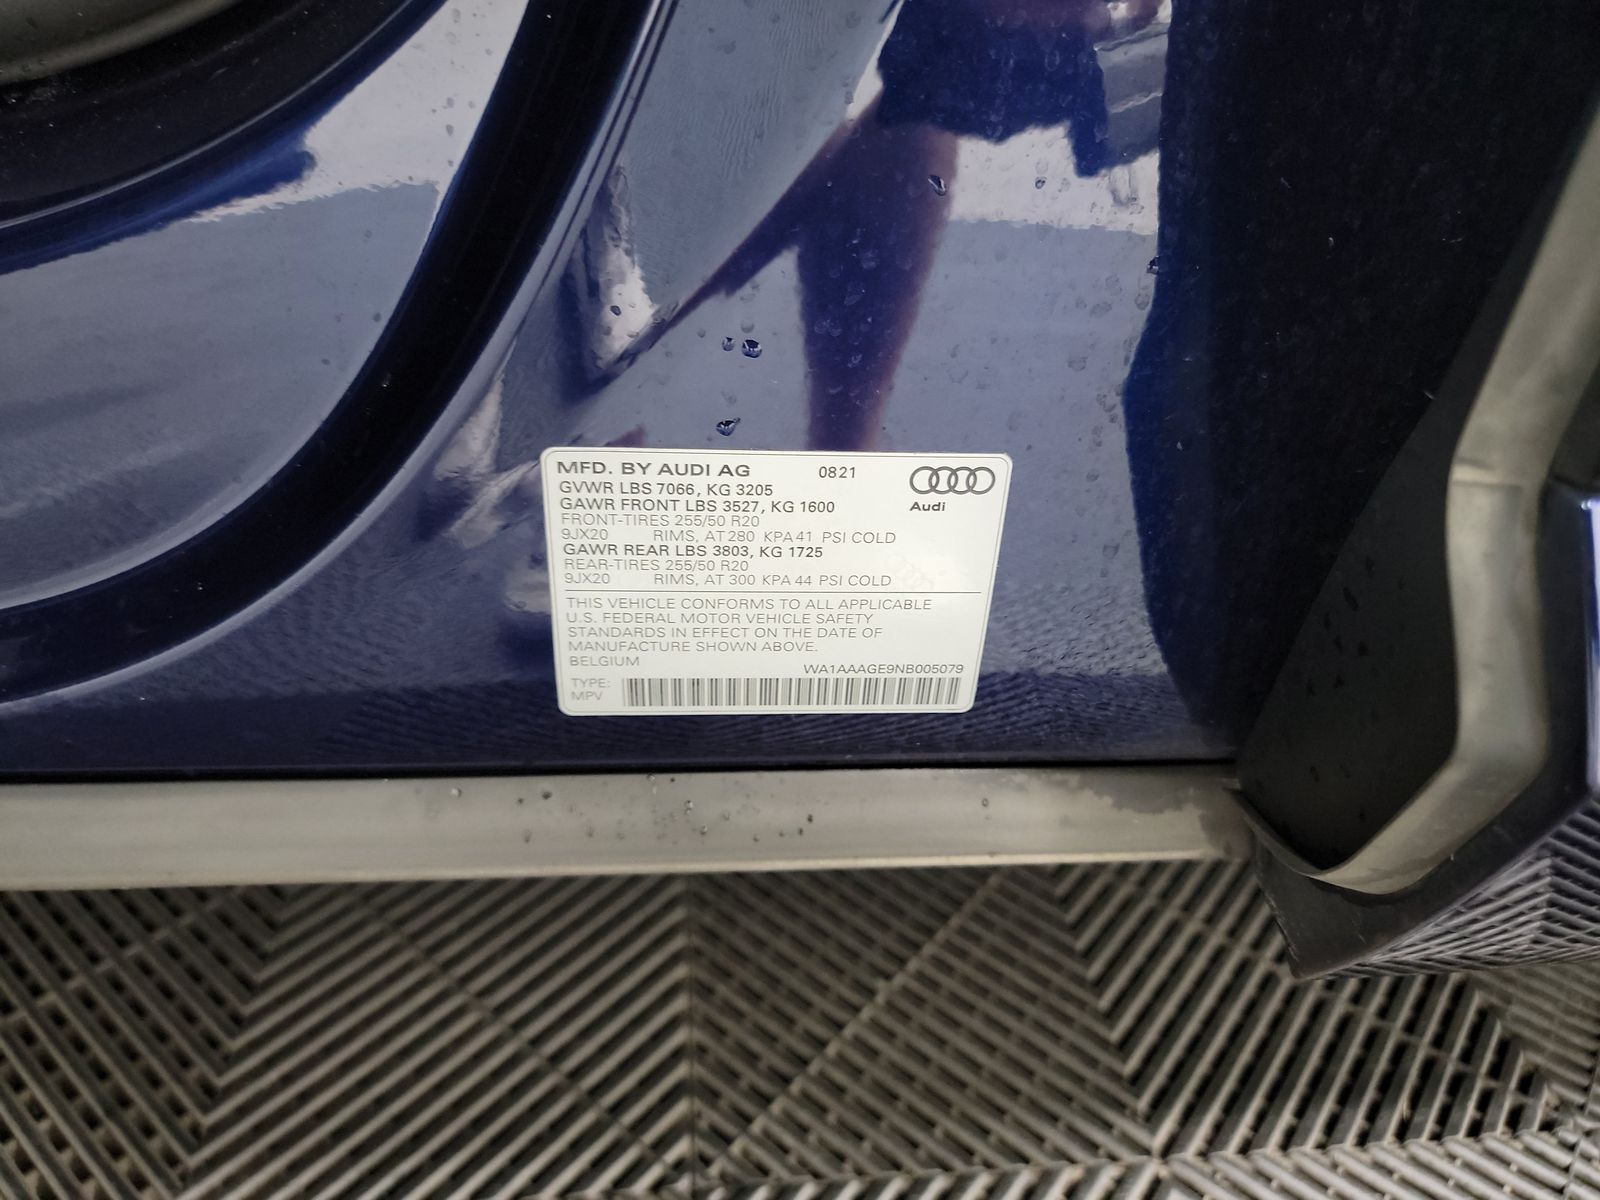 MFD. BY AUDI AG 0821
GVWR LBS 7066, KG 3205
GAWR FRONT LBS 3527, KG 1600
Audi
FRONT-TIRES 255/50 R20
9JX20 RIMS, AT 280 KPA 41 PSI COLD
GAWR REAR LBS 3803, KG 1725
REAR-TIRES 255/50 R20
9JX20 RIMS, AT 300 KPA 44 PSI COLD
THIS VEHICLE CONFORMS TO ALL APPLICABLE
U.S. FEDERAL MOTOR VEHICLE SAFETY
STANDARDS IN EFFECT ON THE DATE OF
MANUFACTURE SHOWN ABOVE.
BELGIUM WA1AAAGE9NB005079
TYPE:
MPV